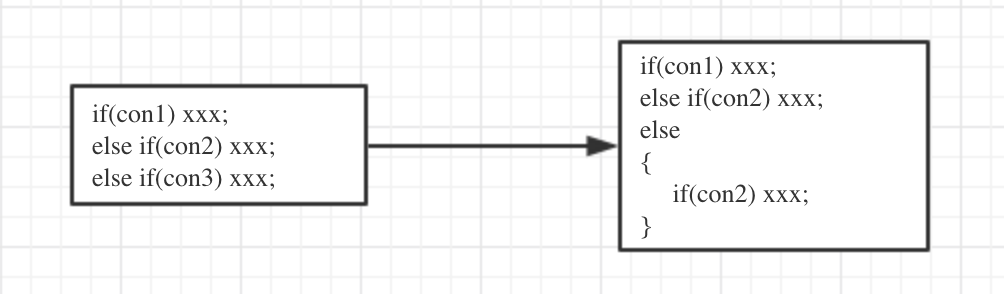 if(con1) xxx;
else if(con2) xxx;
else if(con3) xxx;
if(con1) xxx;
else if(con2) xxx;
else
{
if(con2) xxx;
}